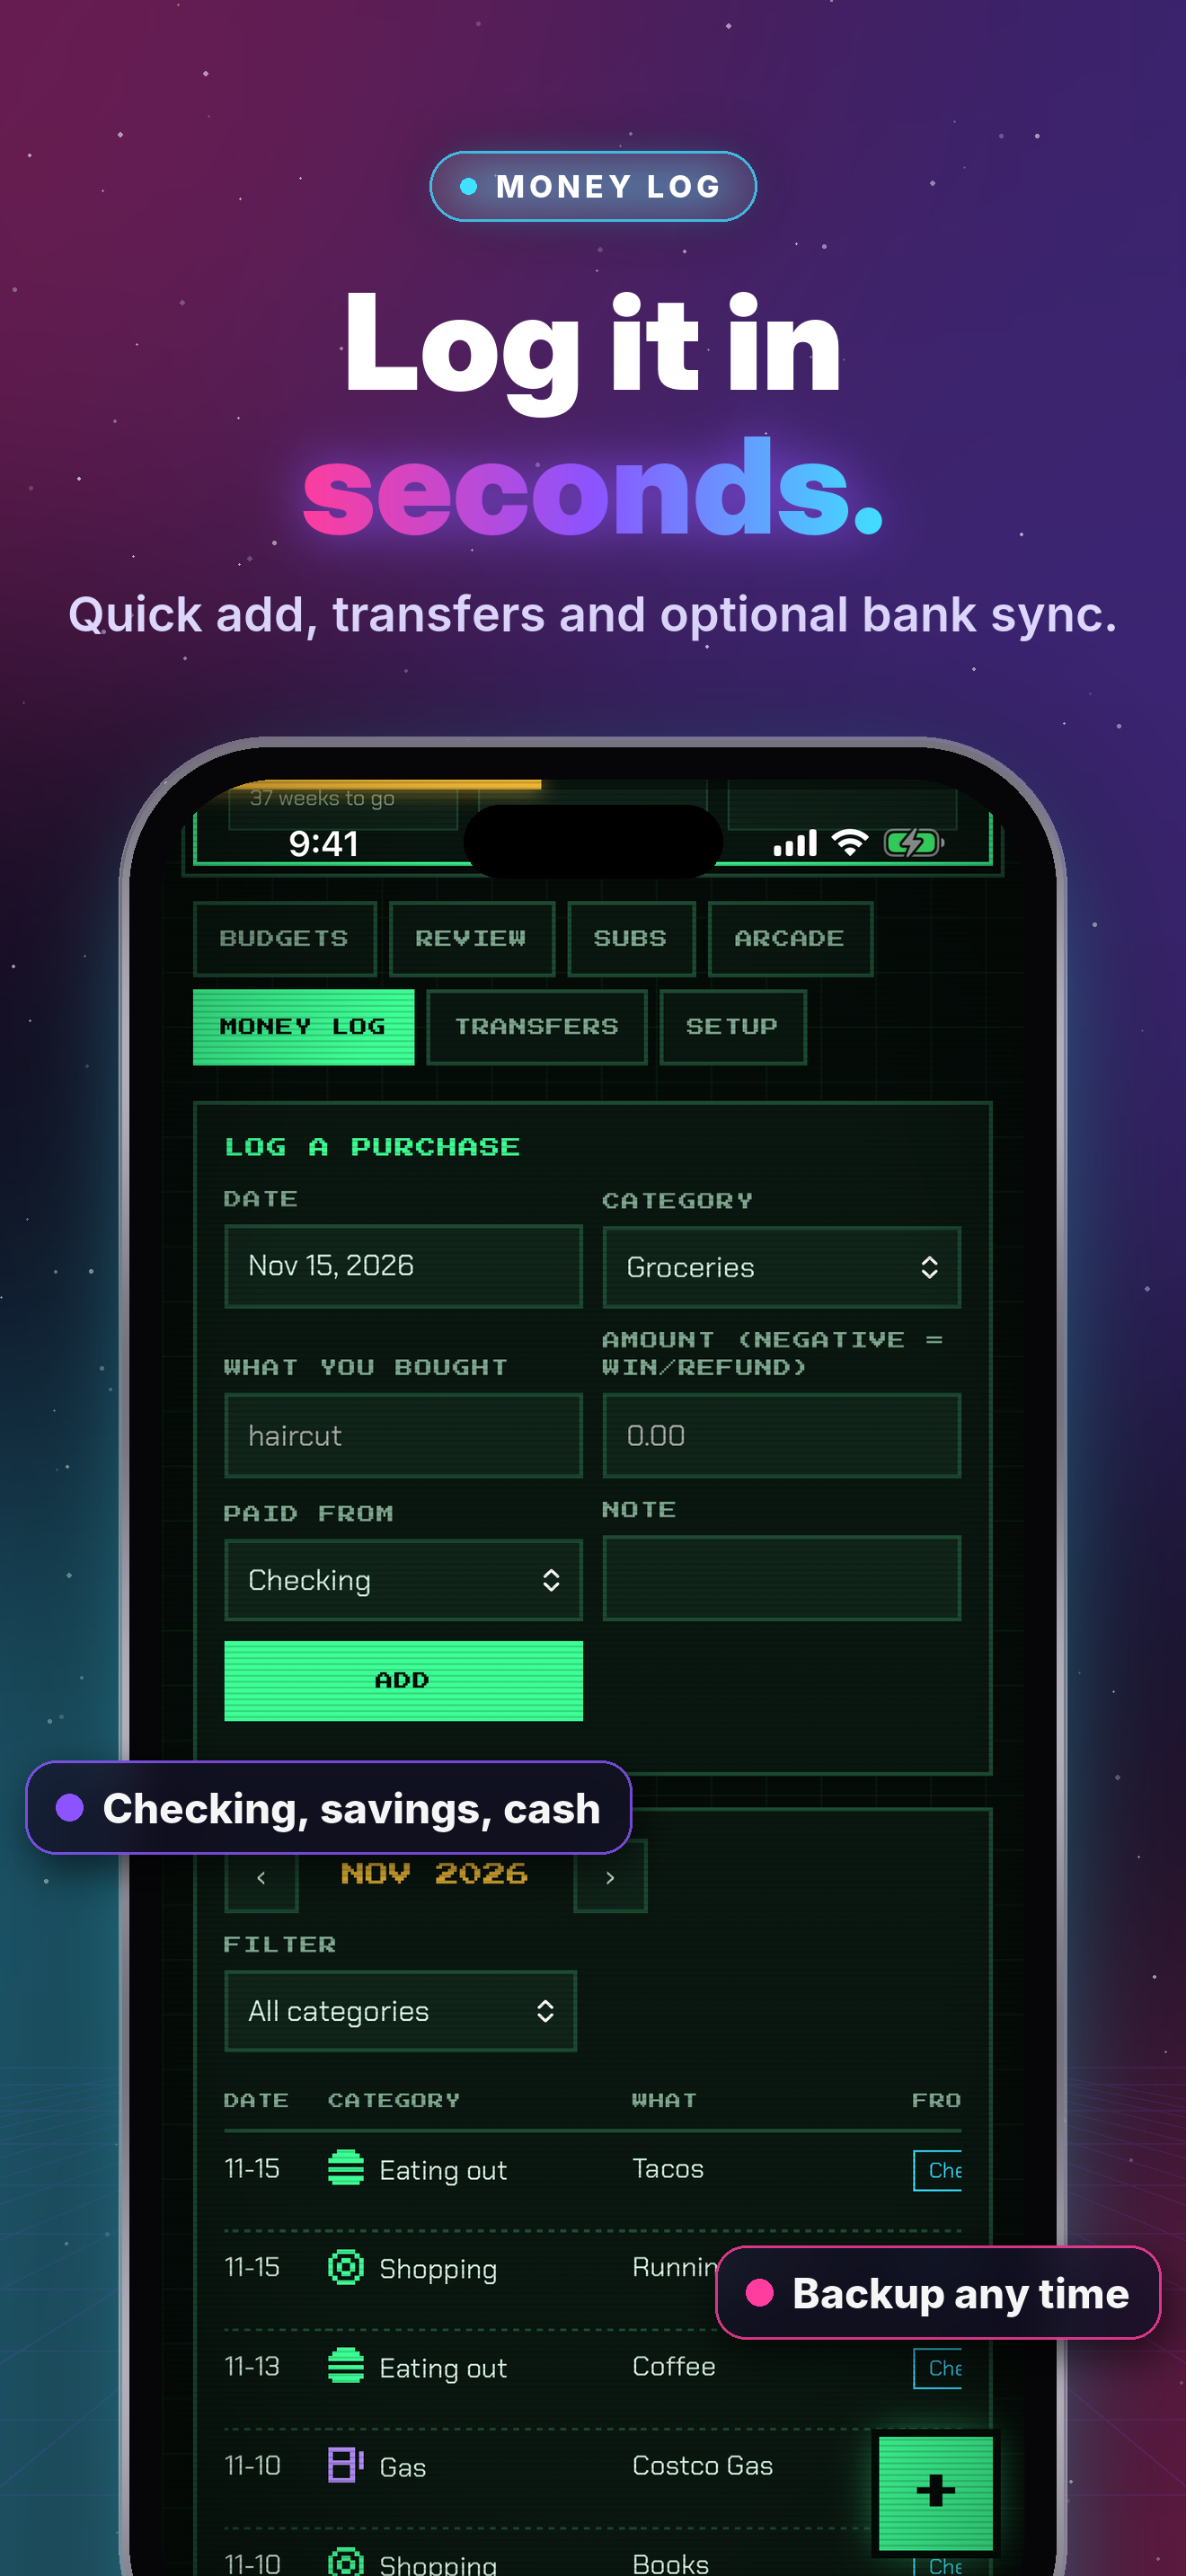 MONEY LOG
Log it in
seconds.
Quick add, transfers and optional bank sync.
37 weeks to go
9:41
BUDGETS REVIEW SUBS ARCADE
MONEY LOG TRANSFERS SETUP
LOG A PURCHASE
DATE CATEGORY
Nov 15, 2026 Groceries
WHAT YOU BOUGHT AMOUNT (NEGATIVE =
WIN/REFUND)
haircut 0.00
PAID FROM NOTE
Checking
ADD
Checking, savings, cash
‹ NOV 2026 ›
FILTER
All categories
DATE CATEGORY WHAT FRO
11-15 Eating out Tacos Che
11-15 Shopping Runnin
Backup any time
11-13 Eating out Coffee Che
11-10 Gas Costco Gas
+
11-10 Shopping Books Che